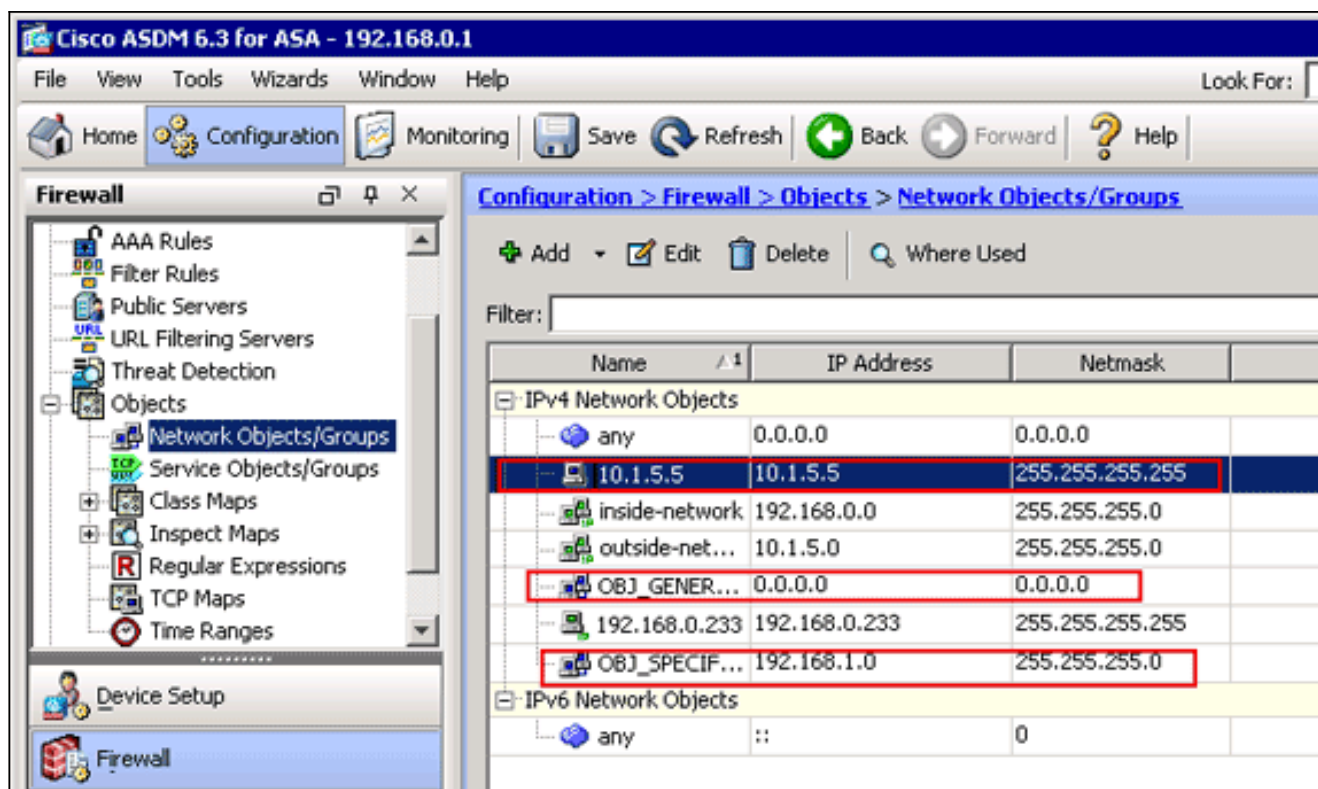 Cisco ASDM 6.3 for ASA - 192.168.0.1
File View Tools Wizards Window Help Look For:
Home Configuration Monitoring Save Refresh Back Forward Help
Firewall
AAA Rules
Filter Rules
Public Servers
URL URL Filtering Servers
Threat Detection
Objects
Network Objects/Groups
TCP Service Objects/Groups
Class Maps
Inspect Maps
R Regular Expressions
TCP Maps
Time Ranges
Device Setup
Firewall
Configuration > Firewall > Objects > Network Objects/Groups
Add Edit Delete Where Used
Filter:
Name 1 IP Address Netmask
IPv4 Network Objects
any 0.0.0.0 0.0.0.0
10.1.5.5 10.1.5.5 255.255.255.255
inside-network 192.168.0.0 255.255.255.0
outside-net... 10.1.5.0 255.255.255.0
OBJ_GENER... 0.0.0.0 0.0.0.0
192.168.0.233 192.168.0.233 255.255.255.255
OBJ_SPECIF... 192.168.1.0 255.255.255.0
IPv6 Network Objects
any :: 0